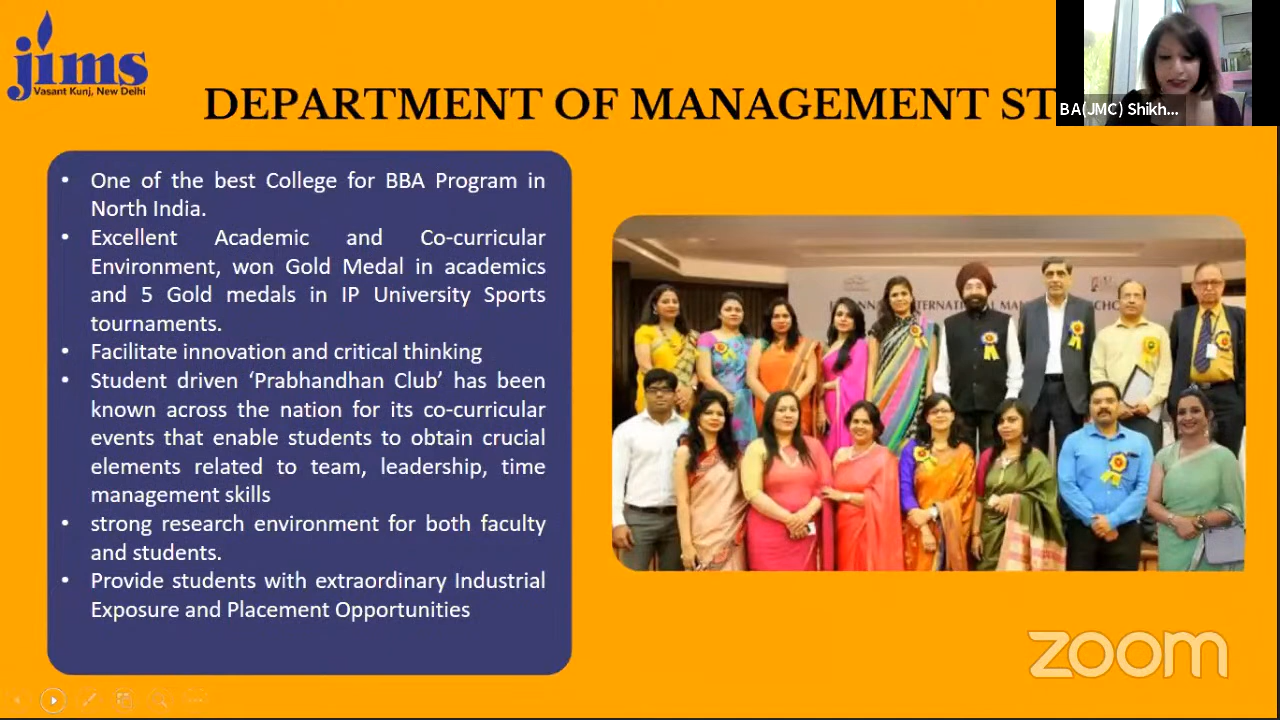 jims
Vasant Kunj, New Delhi
DEPARTMENT OF MANAGEMENT ST
BA(JMC) Shikh...
• One of the best College for BBA Program in
North India.
• Excellent Academic and Co-curricular
Environment, won Gold Medal in academics
and 5 Gold medals in IP University Sports
tournaments.
• Facilitate innovation and critical thinking
• Student driven ‘Prabhandhan Club’ has been
known across the nation for its co-curricular
events that enable students to obtain crucial
elements related to team, leadership, time
management skills
• strong research environment for both faculty
and students.
• Provide students with extraordinary Industrial
Exposure and Placement Opportunities
zoom